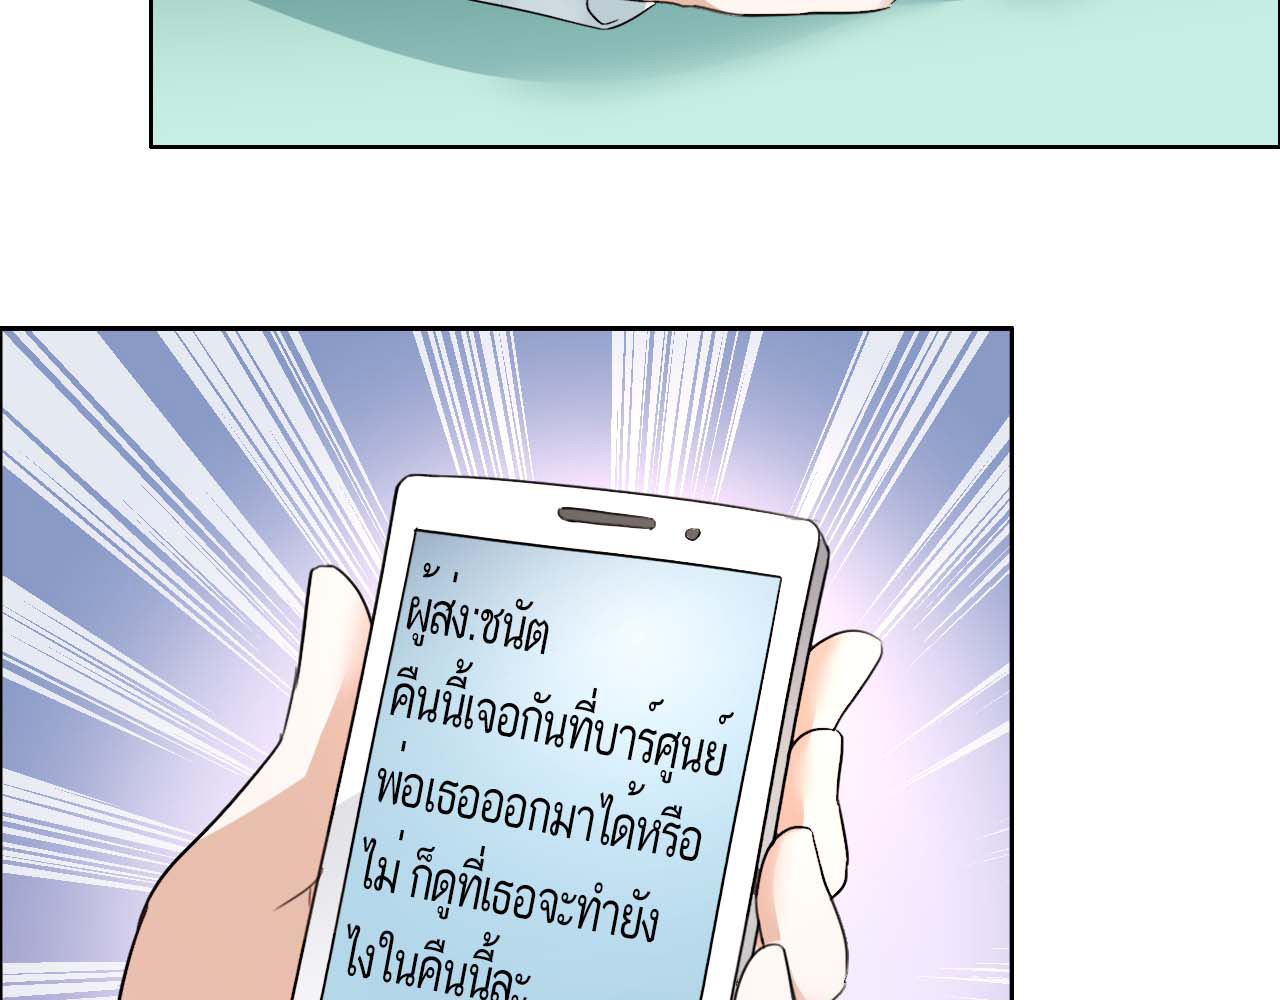 ผู้ส่ง:ชนัต
คืนนี้เจอกันที่บาร์ศูนย์
พ่อเธอออกมาได้หรือ
ไม่ ก็ดูที่เธอจะทำยัง
ไงในคืนนี้ละ